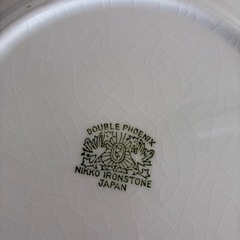 DOUBLE PHOENIX
NIKKO IRONSTONE
JAPAN